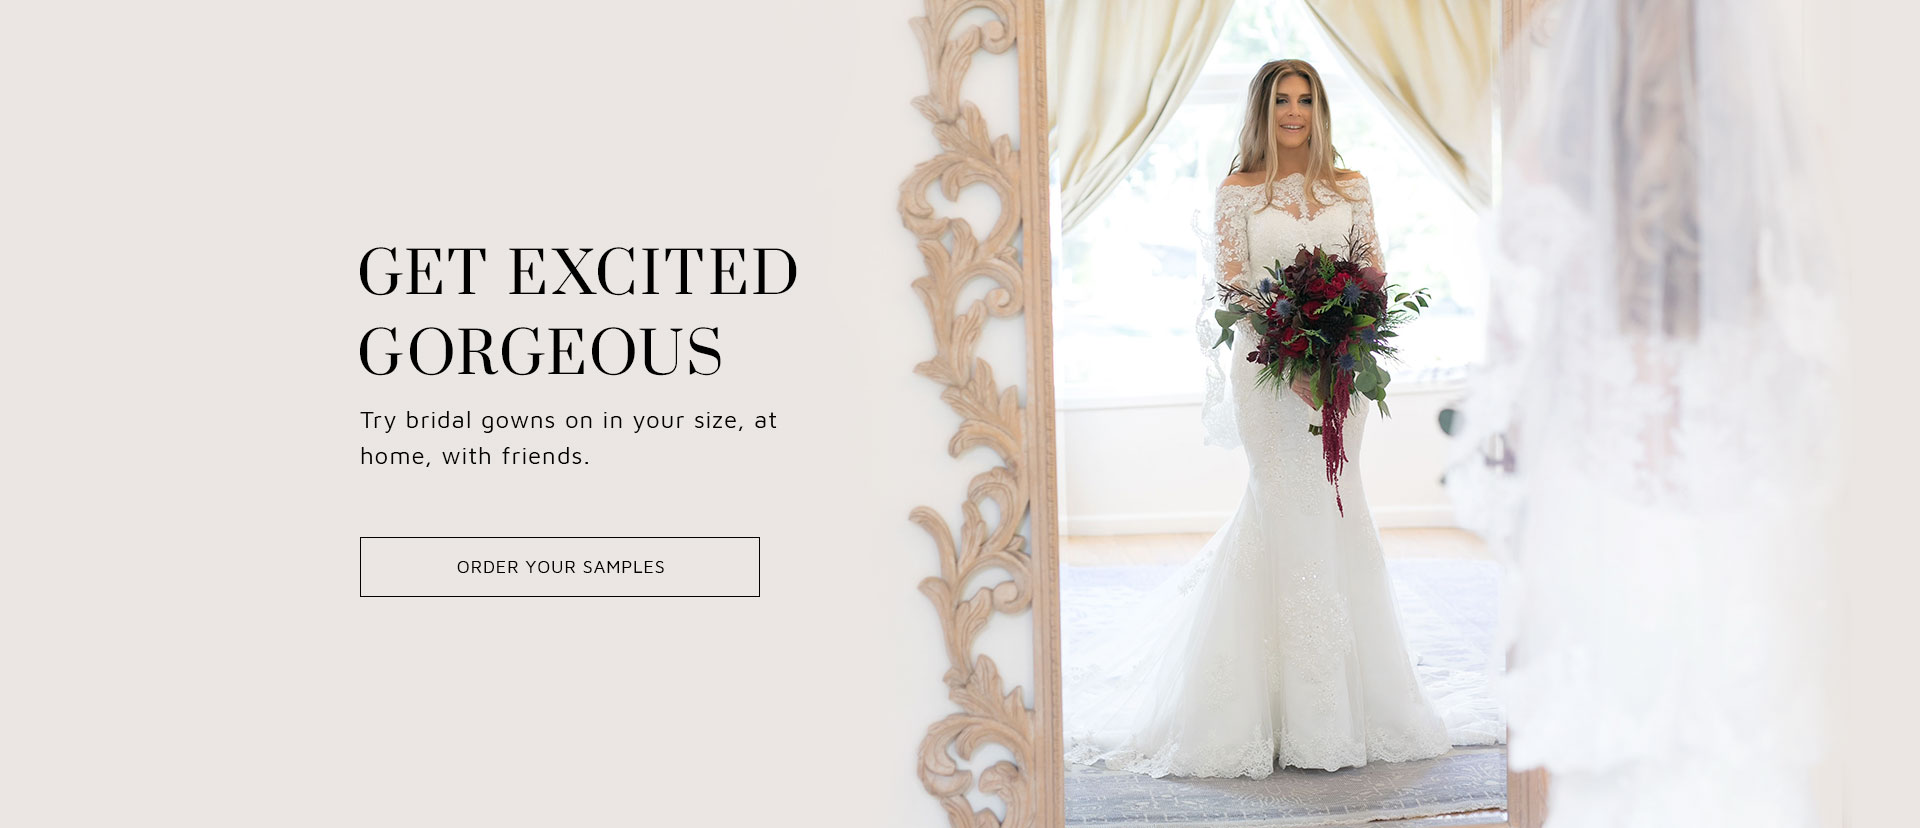 GET EXCITED
GORGEOUS
Try bridal gowns on in your size, at
home, with friends.
ORDER YOUR SAMPLES